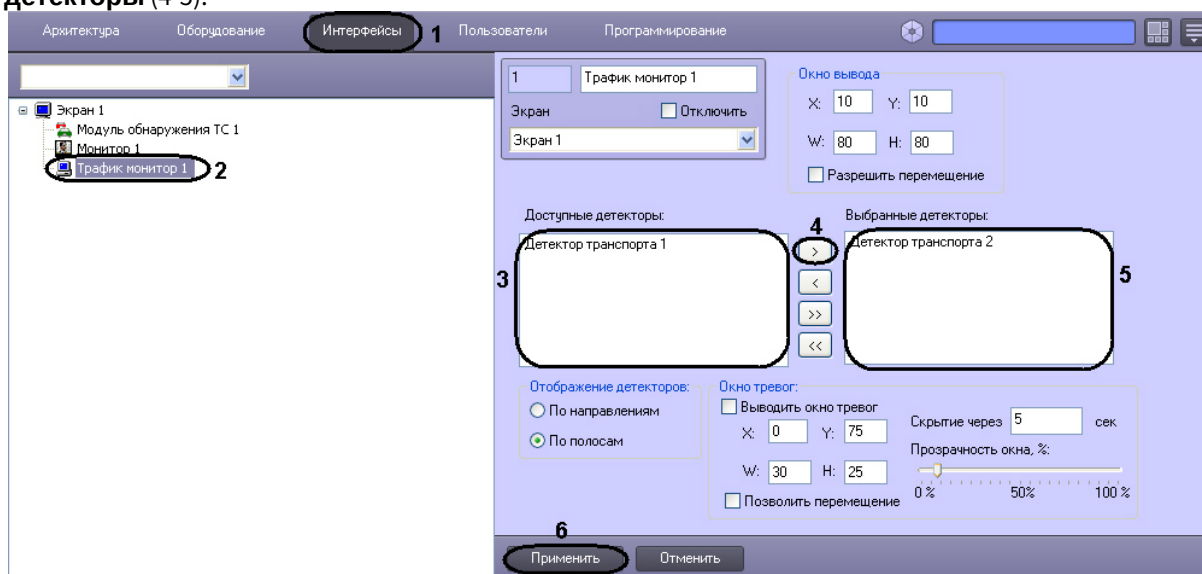 детекторы (4-5).
Архитектура Оборудование Интерфейсы 1 Пользователи Программирование
1 Трафик монитор 1
Экран Отключить
Экран 1
Окно вывода
X: 10 Y: 10
W: 80 H: 80
Разрешить перемещение
Экран 1
Модуль обнаружения ТС 1
Монитор 1
Трафик монитор 1 2
Доступные детекторы:
Детектор транспорта 1
3
4
>
<
>>
<<
Выбранные детекторы:
Детектор транспорта 2
5
Отображение детекторов:
По направлениям
По полосам
Окно тревог:
Выводить окно тревог
X: 0 Y: 75
W: 30 H: 25
Позволить перемещение
Скрытие через 5 сек
Прозрачность окна, %:
0 % 50% 100 %
6
Применить Отменить